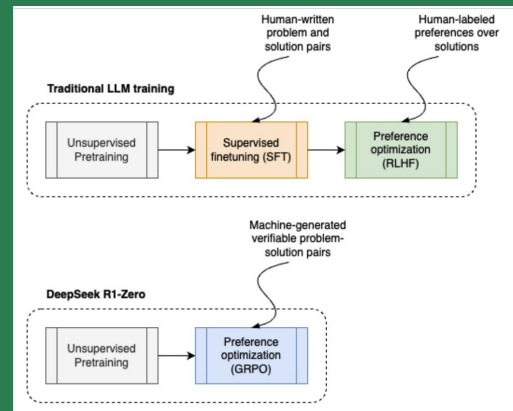 Human-written
problem and
solution pairs
Human-labeled
preferences over
solutions
Traditional LLM training
Unsupervised
Pretraining
Supervised
finetuning (SFT)
Preference
optimization
(RLHF)
Machine-generated
verifiable problem-
solution pairs
DeepSeek R1-Zero
Unsupervised
Pretraining
Preference
optimization
(GRPO)